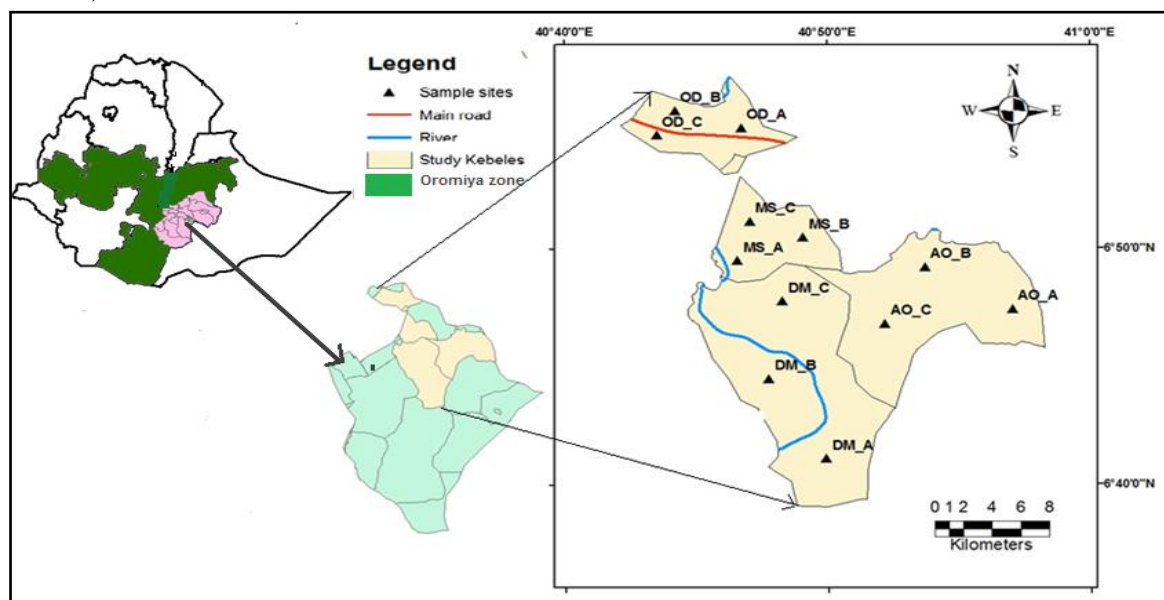 40°40'0"E
40°50'0"E
41°0'0"E
Legend
Sample sites
Main road
River
Study Kebeles
Oromiya zone
N
W
E
S
OD_B
OD_A
OD_C
MS_C
MS_B
MS_A
6°50'0"N
AO_B
DM_C
AO_A
AO_C
DM_B
DM_A
6°40'0"N
0 1 2 4 6 8
Kilometers